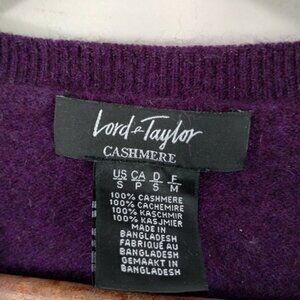 Lord & Taylor
CASHMERE
US CA D F
S P S M
100% CASHMERE
100% CACHEMIRE
100% KASCHMIR
100% KASJMIER
MADE IN
BANGLADESH
FABRIQUÉ AU
BANGLADESH
GEMAAKT IN
BANGLADESH